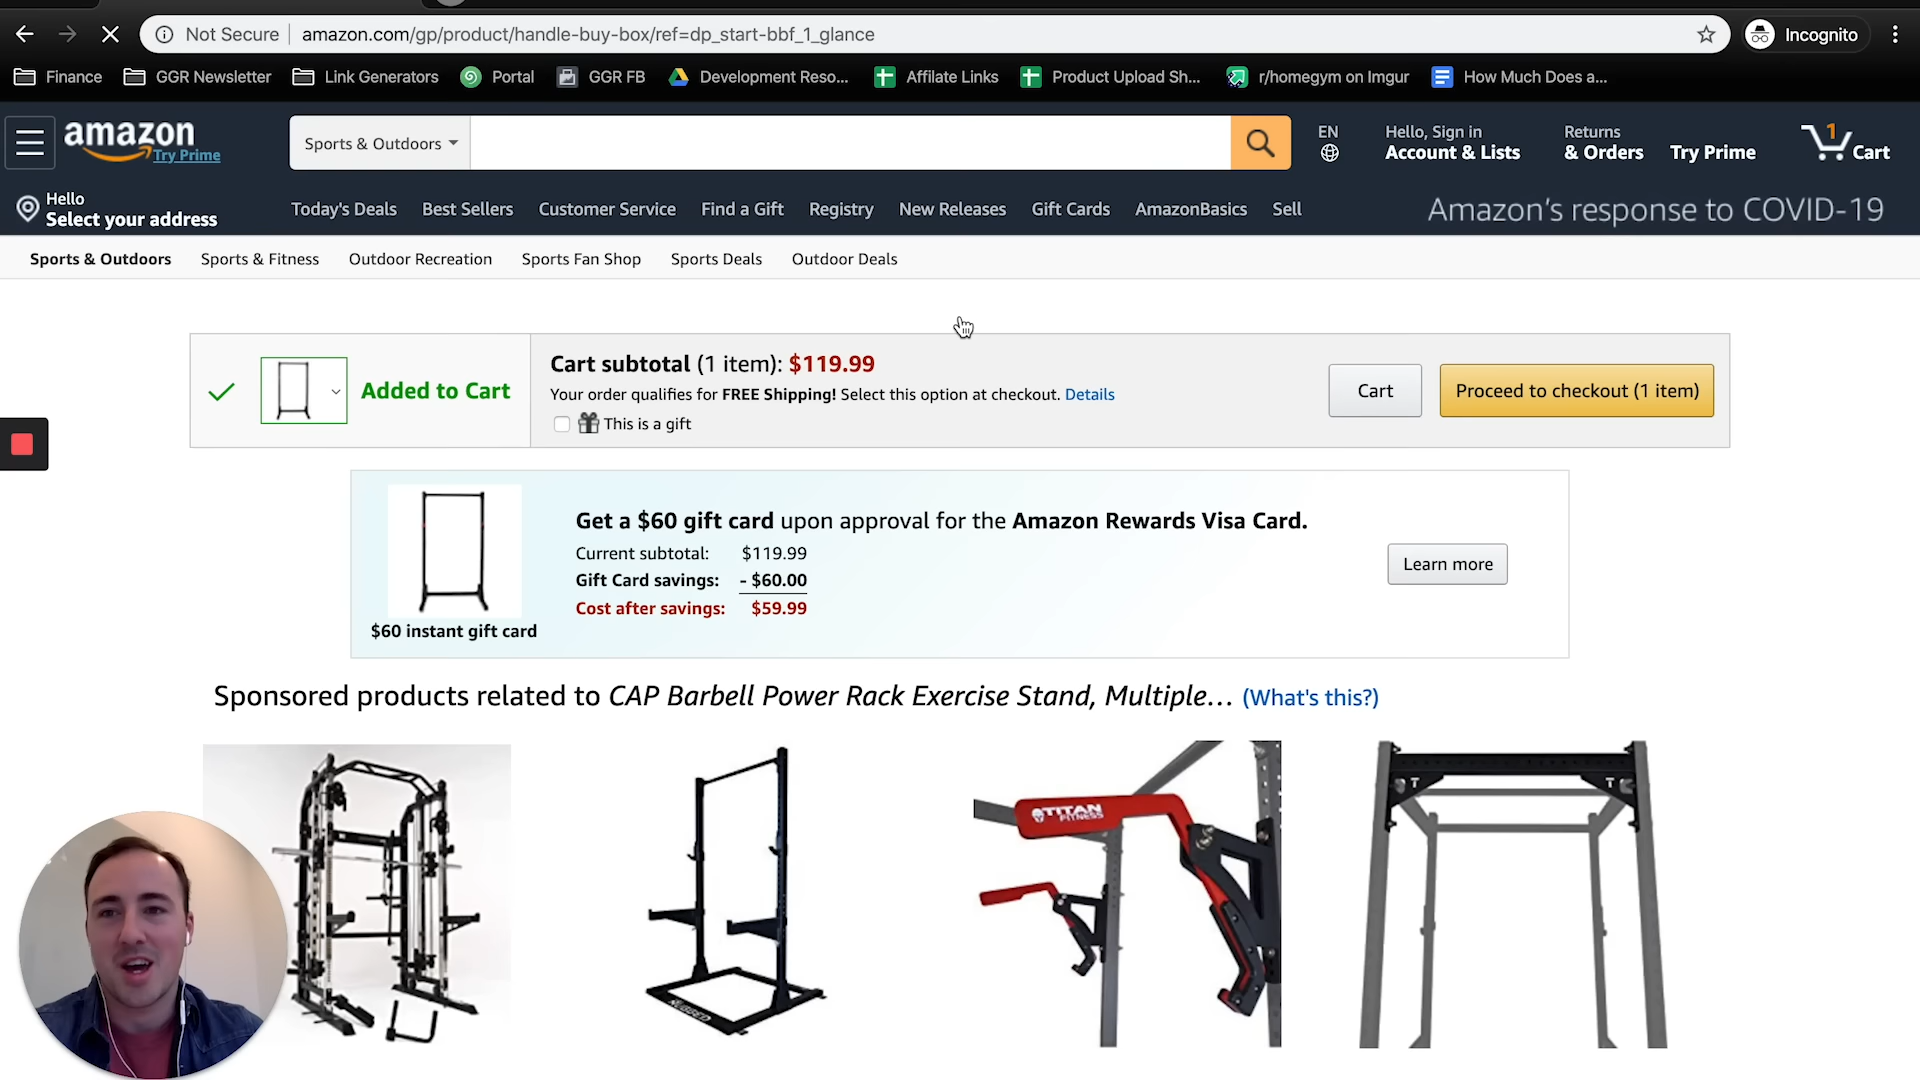 Not Secure | amazon.com/gp/product/handle-buy-box/ref=dp_start-bbf_1_glance
Incognito
Finance
GGR Newsletter
Link Generators
Portal
GGR FB
Development Reso...
Affilate Links
Product Upload Sh...
r/homegym on Imgur
How Much Does a...
amazon
Try Prime
Sports & Outdoors
EN
Hello, Sign in
Account & Lists
Returns
& Orders
Try Prime
1
Cart
Hello
Select your address
Today's Deals
Best Sellers
Customer Service
Find a Gift
Registry
New Releases
Gift Cards
AmazonBasics
Sell
Amazon's response to COVID-19
Sports & Outdoors
Sports & Fitness
Outdoor Recreation
Sports Fan Shop
Sports Deals
Outdoor Deals
Added to Cart
Cart subtotal (1 item): $119.99
Your order qualifies for FREE Shipping! Select this option at checkout. Details
This is a gift
Cart
Proceed to checkout (1 item)
Get a $60 gift card upon approval for the Amazon Rewards Visa Card.
Current subtotal: $119.99
Gift Card savings: - $60.00
Cost after savings: $59.99
$60 instant gift card
Learn more
Sponsored products related to CAP Barbell Power Rack Exercise Stand, Multiple... (What's this?)
TITAN
FITNESS
T
T
RUGGED